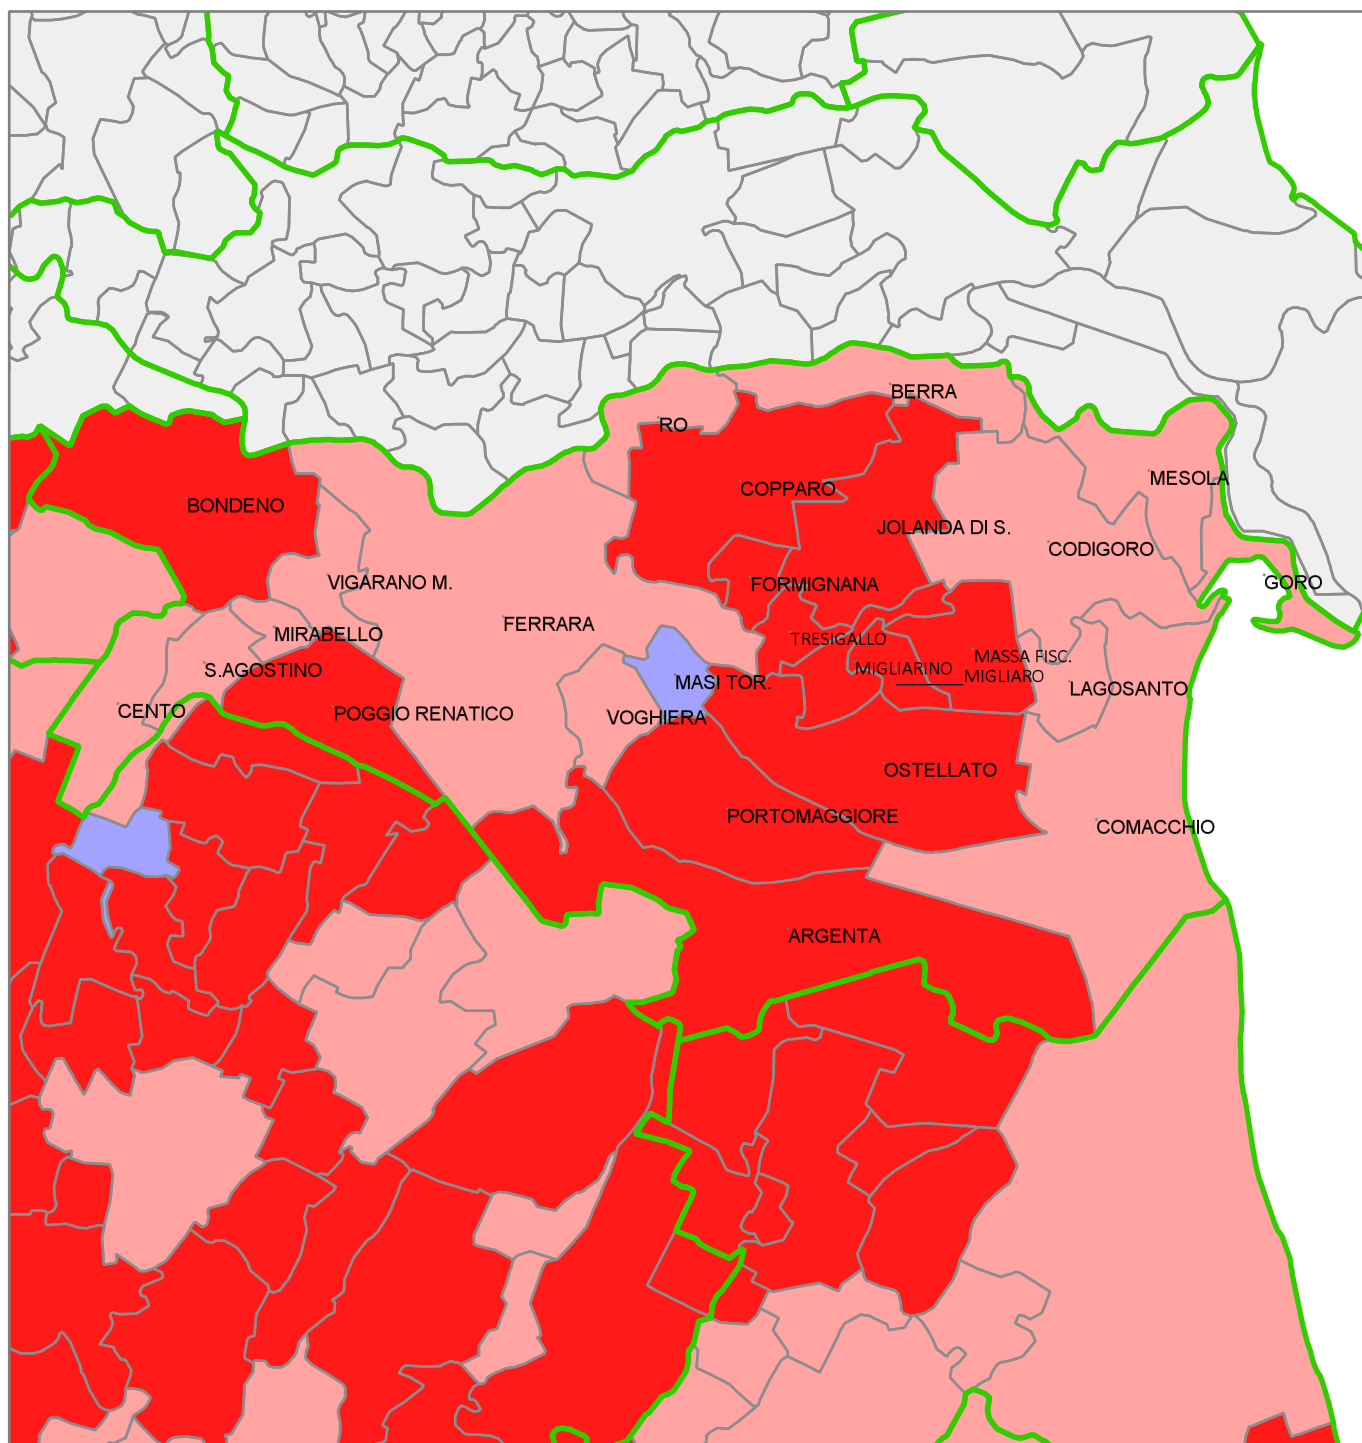 BERRA
RO
MESOLA
COPPARO
BONDENO
JOLANDA DI S.
CODIGORO
VIGARANO M.
FORMIGNANA
GORO
FERRARA
MIRABELLO
TRESIGALLO
MASSA FISC.
S.AGOSTINO
MIGLIARINO
________MIGLIARO
MASI TOR.
LAGOSANTO
CENTO
POGGIO RENATICO
VOGHIERA
OSTELLATO
PORTOMAGGIORE
COMACCHIO
ARGENTA